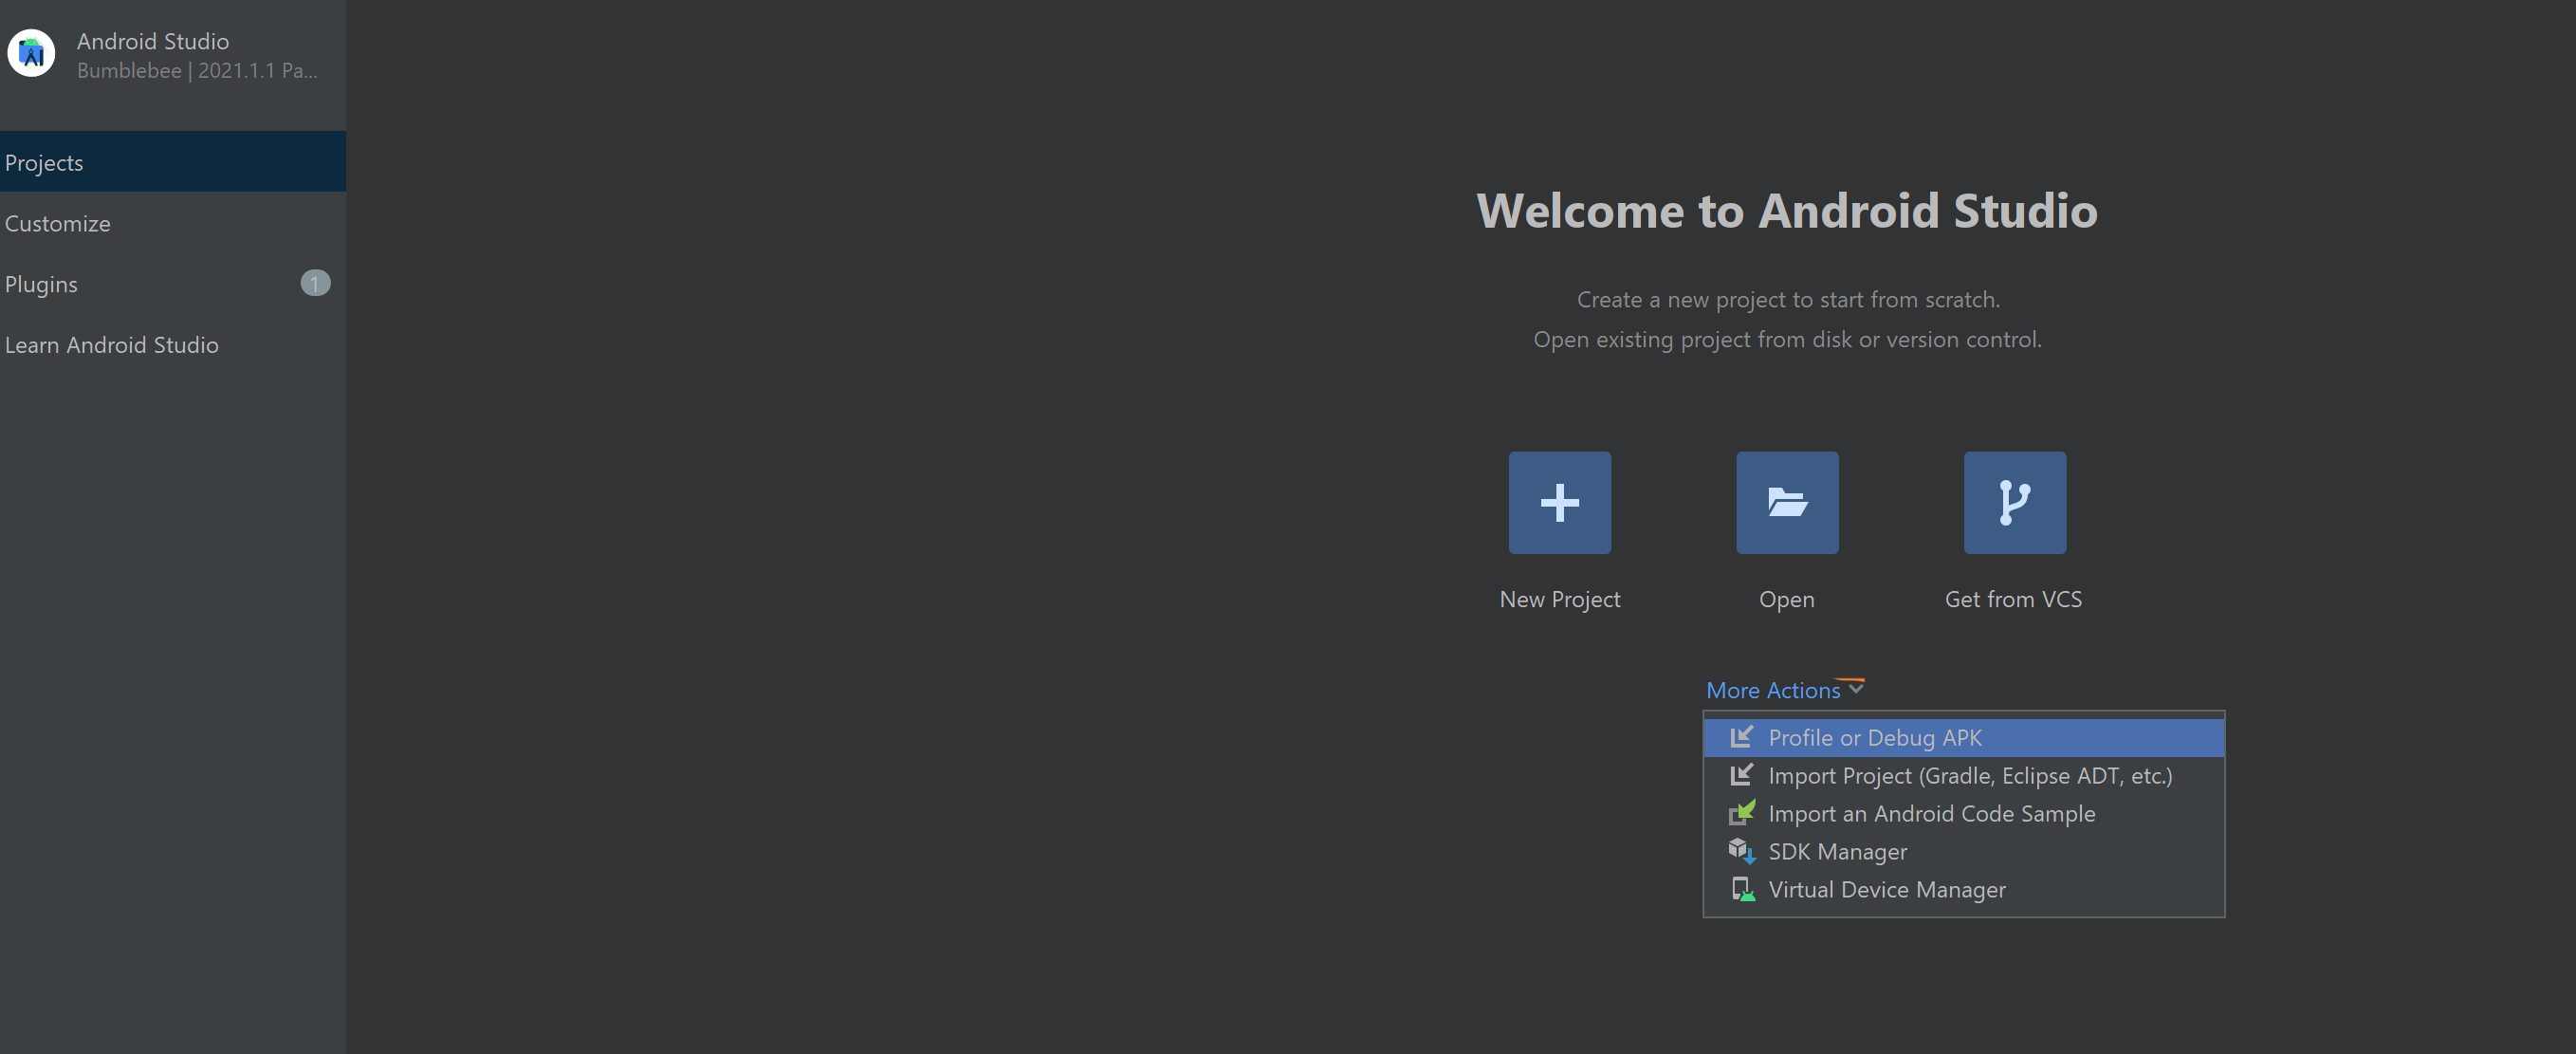 Android Studio
Bumblebee | 2021.1.1 Pa...
Projects
Customize
Plugins
1
Learn Android Studio
Welcome to Android Studio
Create a new project to start from scratch.
Open existing project from disk or version control.
New Project
Open
Get from VCS
More Actions
Profile or Debug APK
Import Project (Gradle, Eclipse ADT, etc.)
Import an Android Code Sample
SDK Manager
Virtual Device Manager